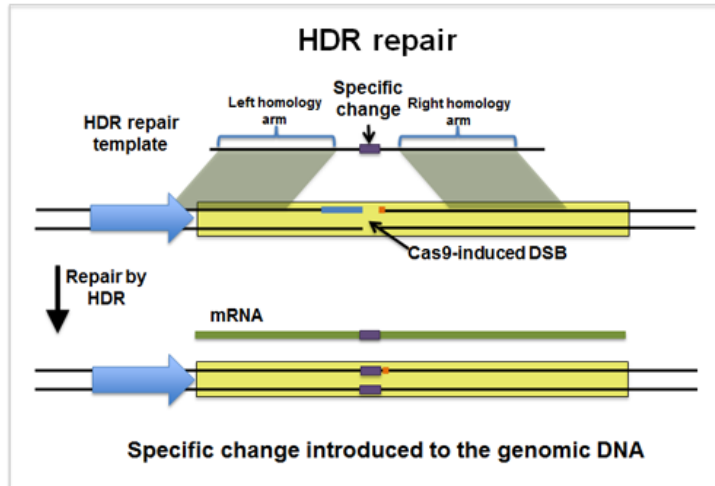 HDR repair
Specific
change
Left homology
arm
Right homology
arm
HDR repair
template
Cas9-induced DSB
Repair by
HDR
mRNA
Specific change introduced to the genomic DNA